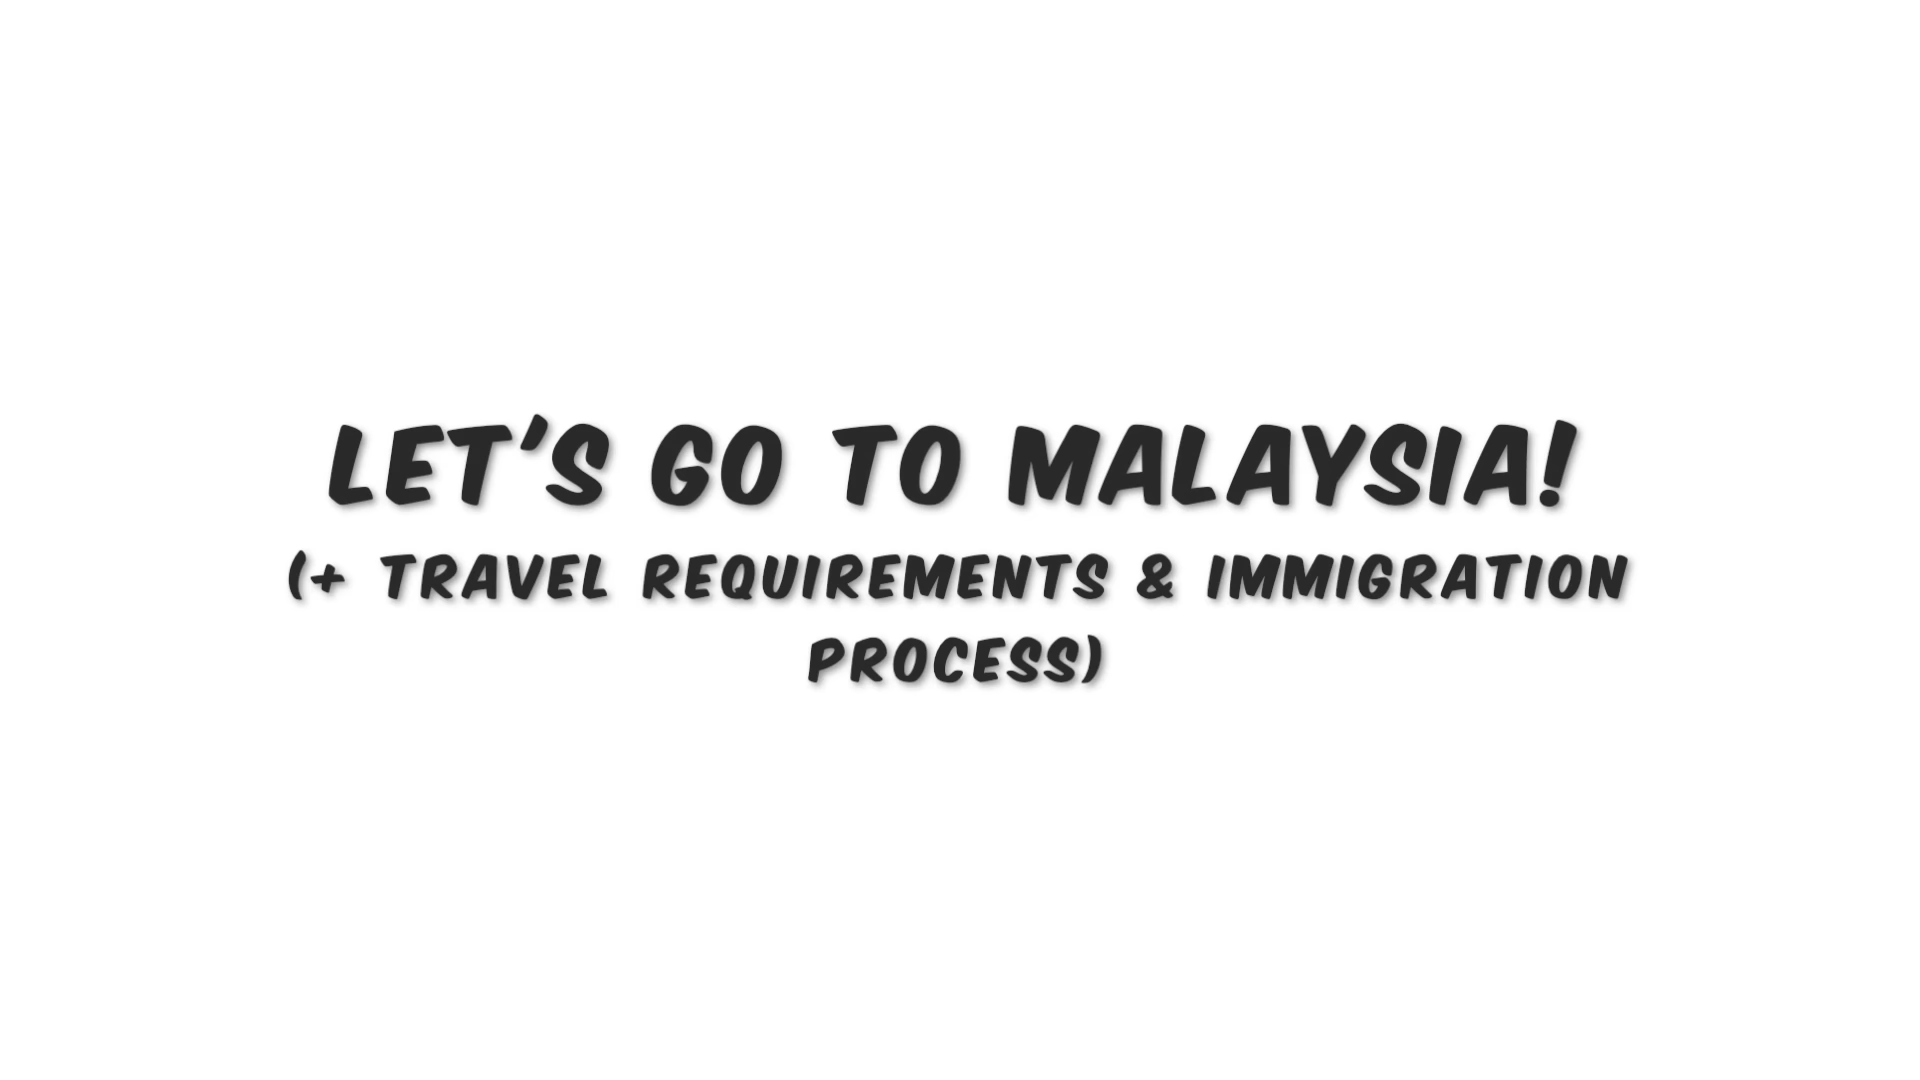 LET'S GO TO MALAYSIA!
(+ TRAVEL REQUIREMENTS & IMMIGRATION
PROCESS)